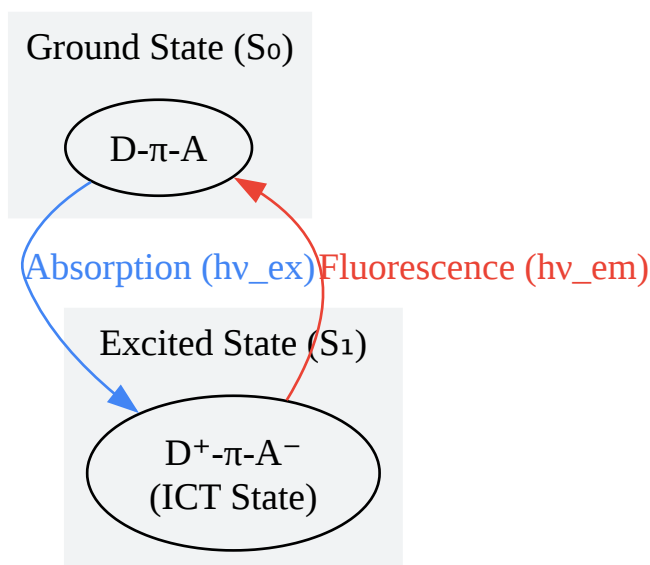 Ground State (S₀)
D-π-A
Absorption (hν_ex)
Fluorescence (hν_em)
Excited State (S₁)
D⁺-π-A⁻
(ICT State)